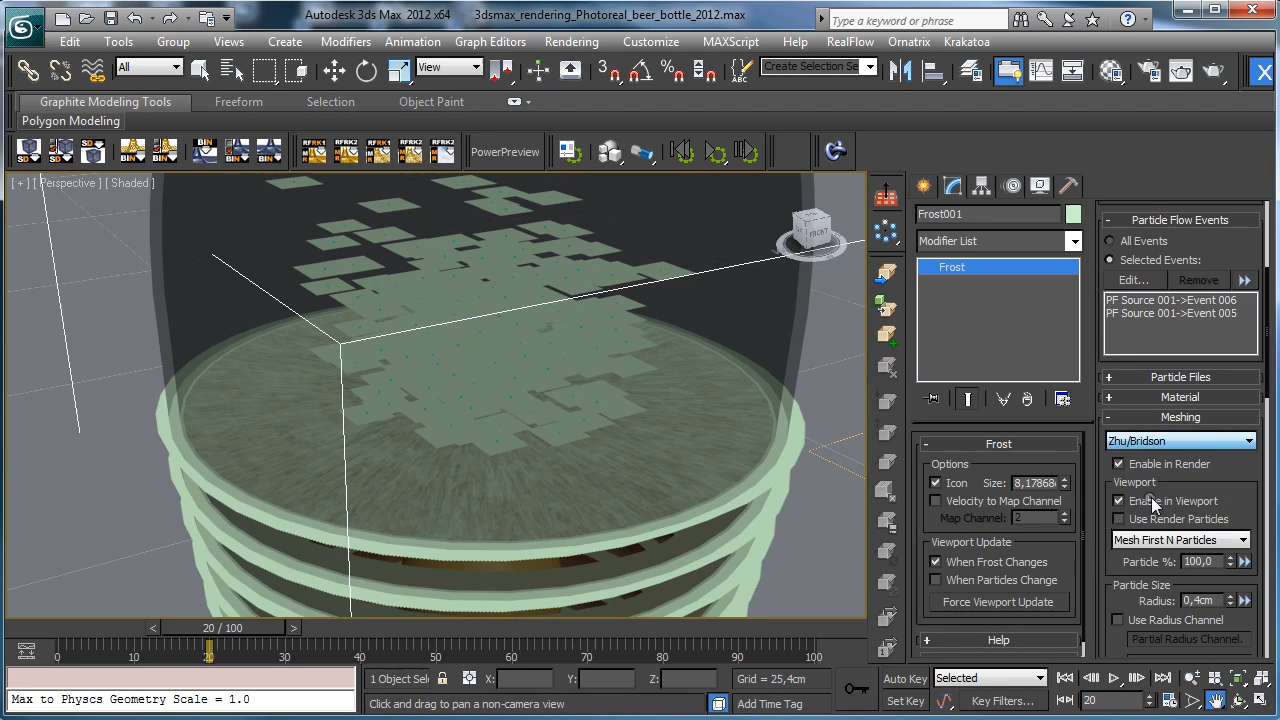 Autodesk 3ds Max 2012 x64 3dsmax_rendering_Photoreal_beer_bottle_2012.max
Type a keyword or phrase
Edit Tools Group Views Create Modifiers Animation Graph Editors Rendering Customize MAXScript Help RealFlow Ornatrix Krakatoa
All View Create Selection Se
Graphite Modeling Tools Freeform Selection Object Paint
Polygon Modeling
PowerPreview
[ + ] [ Perspective ] [ Shaded ]
FRONT
Frost001
Modifier List
Frost
- Frost
Options
Icon Size: 8,17868
Velocity to Map Channel
Map Channel: 2
Viewport Update
When Frost Changes
When Particles Change
Force Viewport Update
+ Help
- Particle Flow Events
All Events
Selected Events:
Edit... Remove
PF Source 001->Event 006
PF Source 001->Event 005
+ Particle Files
+ Material
- Meshing
Zhu/Bridson
Enable in Render
Viewport
Enable in Viewport
Use Render Particles
Mesh First N Particles
Particle %: 100,0
Particle Size
Radius: 0,4cm
Use Radius Channel
Partial Radius Channel.
< 20 / 100 >
0 10 20 30 40 50 60 70 80 90 100
Max to Physcs Geometry Scale = 1.0
1 Object Sel X: Y: Z: Grid = 25,4cm
Click and drag to pan a non-camera view
Add Time Tag
Auto Key Selected
Set Key Key Filters... 20